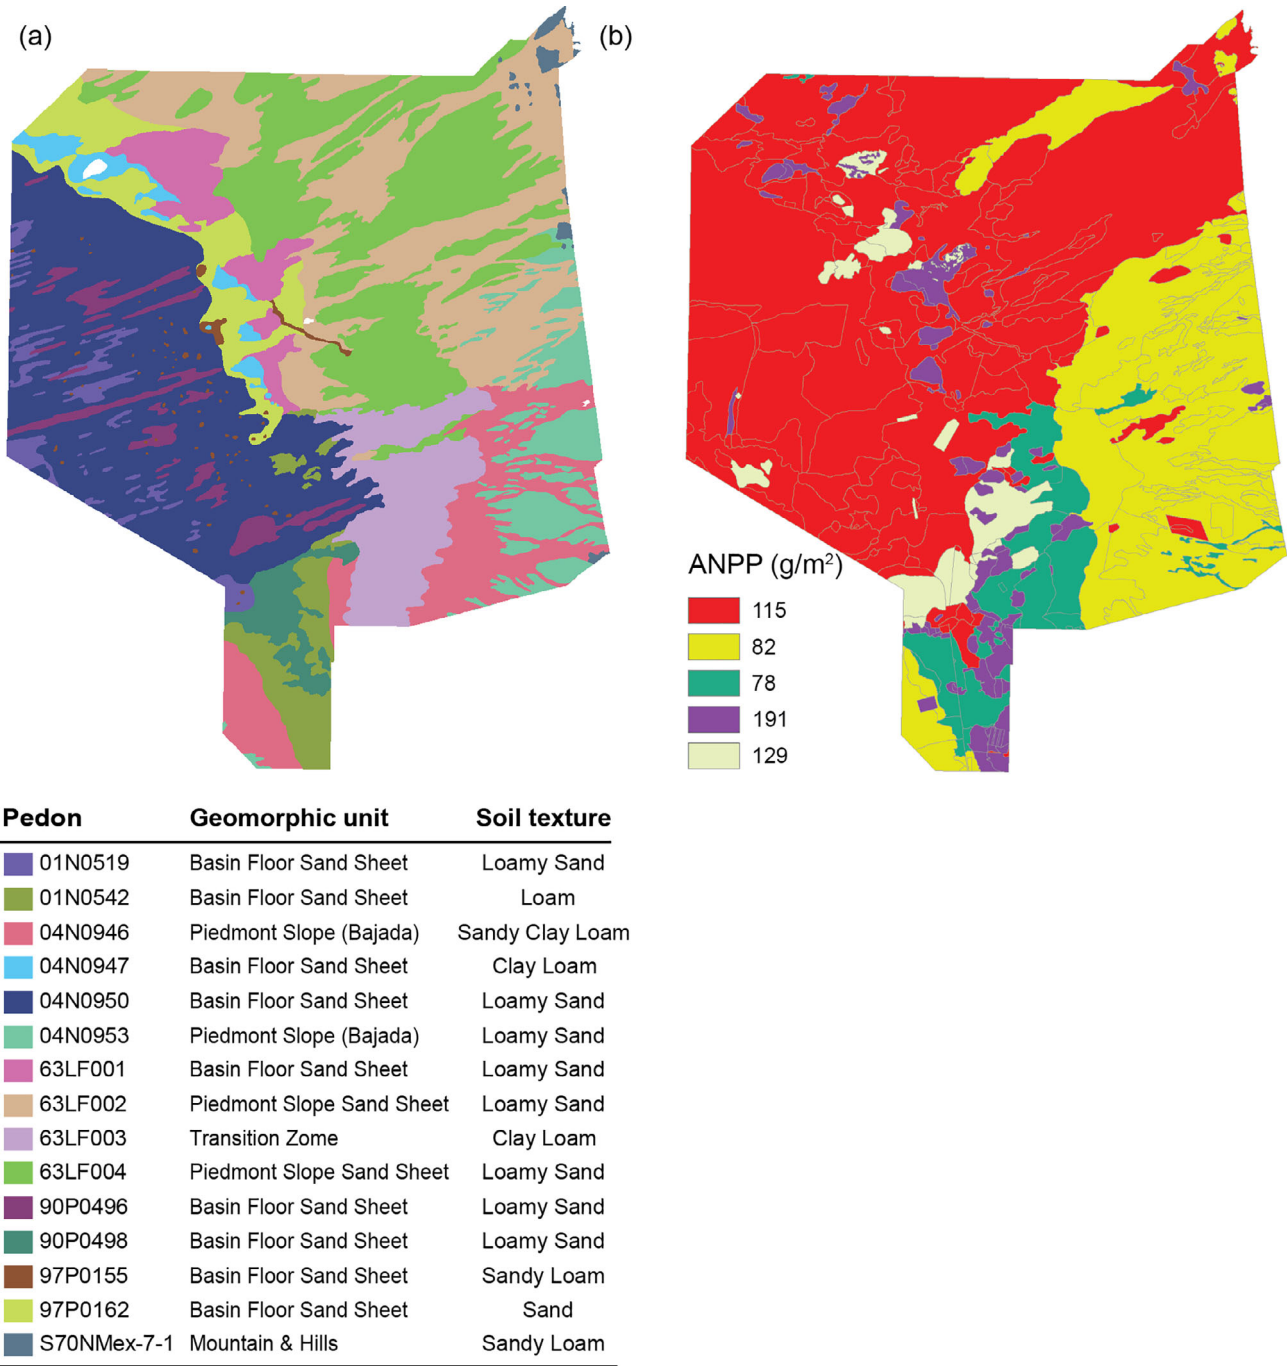 (a)
(b)
ANPP (g/m²)
115
82
78
191
129
Pedon Geomorphic unit Soil texture
01N0519 Basin Floor Sand Sheet Loamy Sand
01N0542 Basin Floor Sand Sheet Loam
04N0946 Piedmont Slope (Bajada) Sandy Clay Loam
04N0947 Basin Floor Sand Sheet Clay Loam
04N0950 Basin Floor Sand Sheet Loamy Sand
04N0953 Piedmont Slope (Bajada) Loamy Sand
63LF001 Basin Floor Sand Sheet Loamy Sand
63LF002 Piedmont Slope Sand Sheet Loamy Sand
63LF003 Transition Zome Clay Loam
63LF004 Piedmont Slope Sand Sheet Loamy Sand
90P0496 Basin Floor Sand Sheet Loamy Sand
90P0498 Basin Floor Sand Sheet Loamy Sand
97P0155 Basin Floor Sand Sheet Sandy Loam
97P0162 Basin Floor Sand Sheet Sand
S70NMex-7-1 Mountain & Hills Sandy Loam